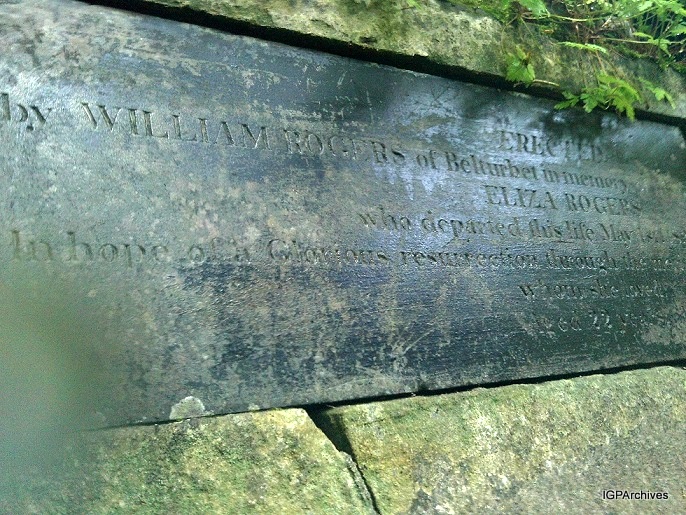 ERECTED
by WILLIAM ROGERS of Belturbet in memory
ELIZA ROGERS
who departed this life May 1st
In hope of a Glorious resurrection through the
whom she
Aged 22
IGPArchives